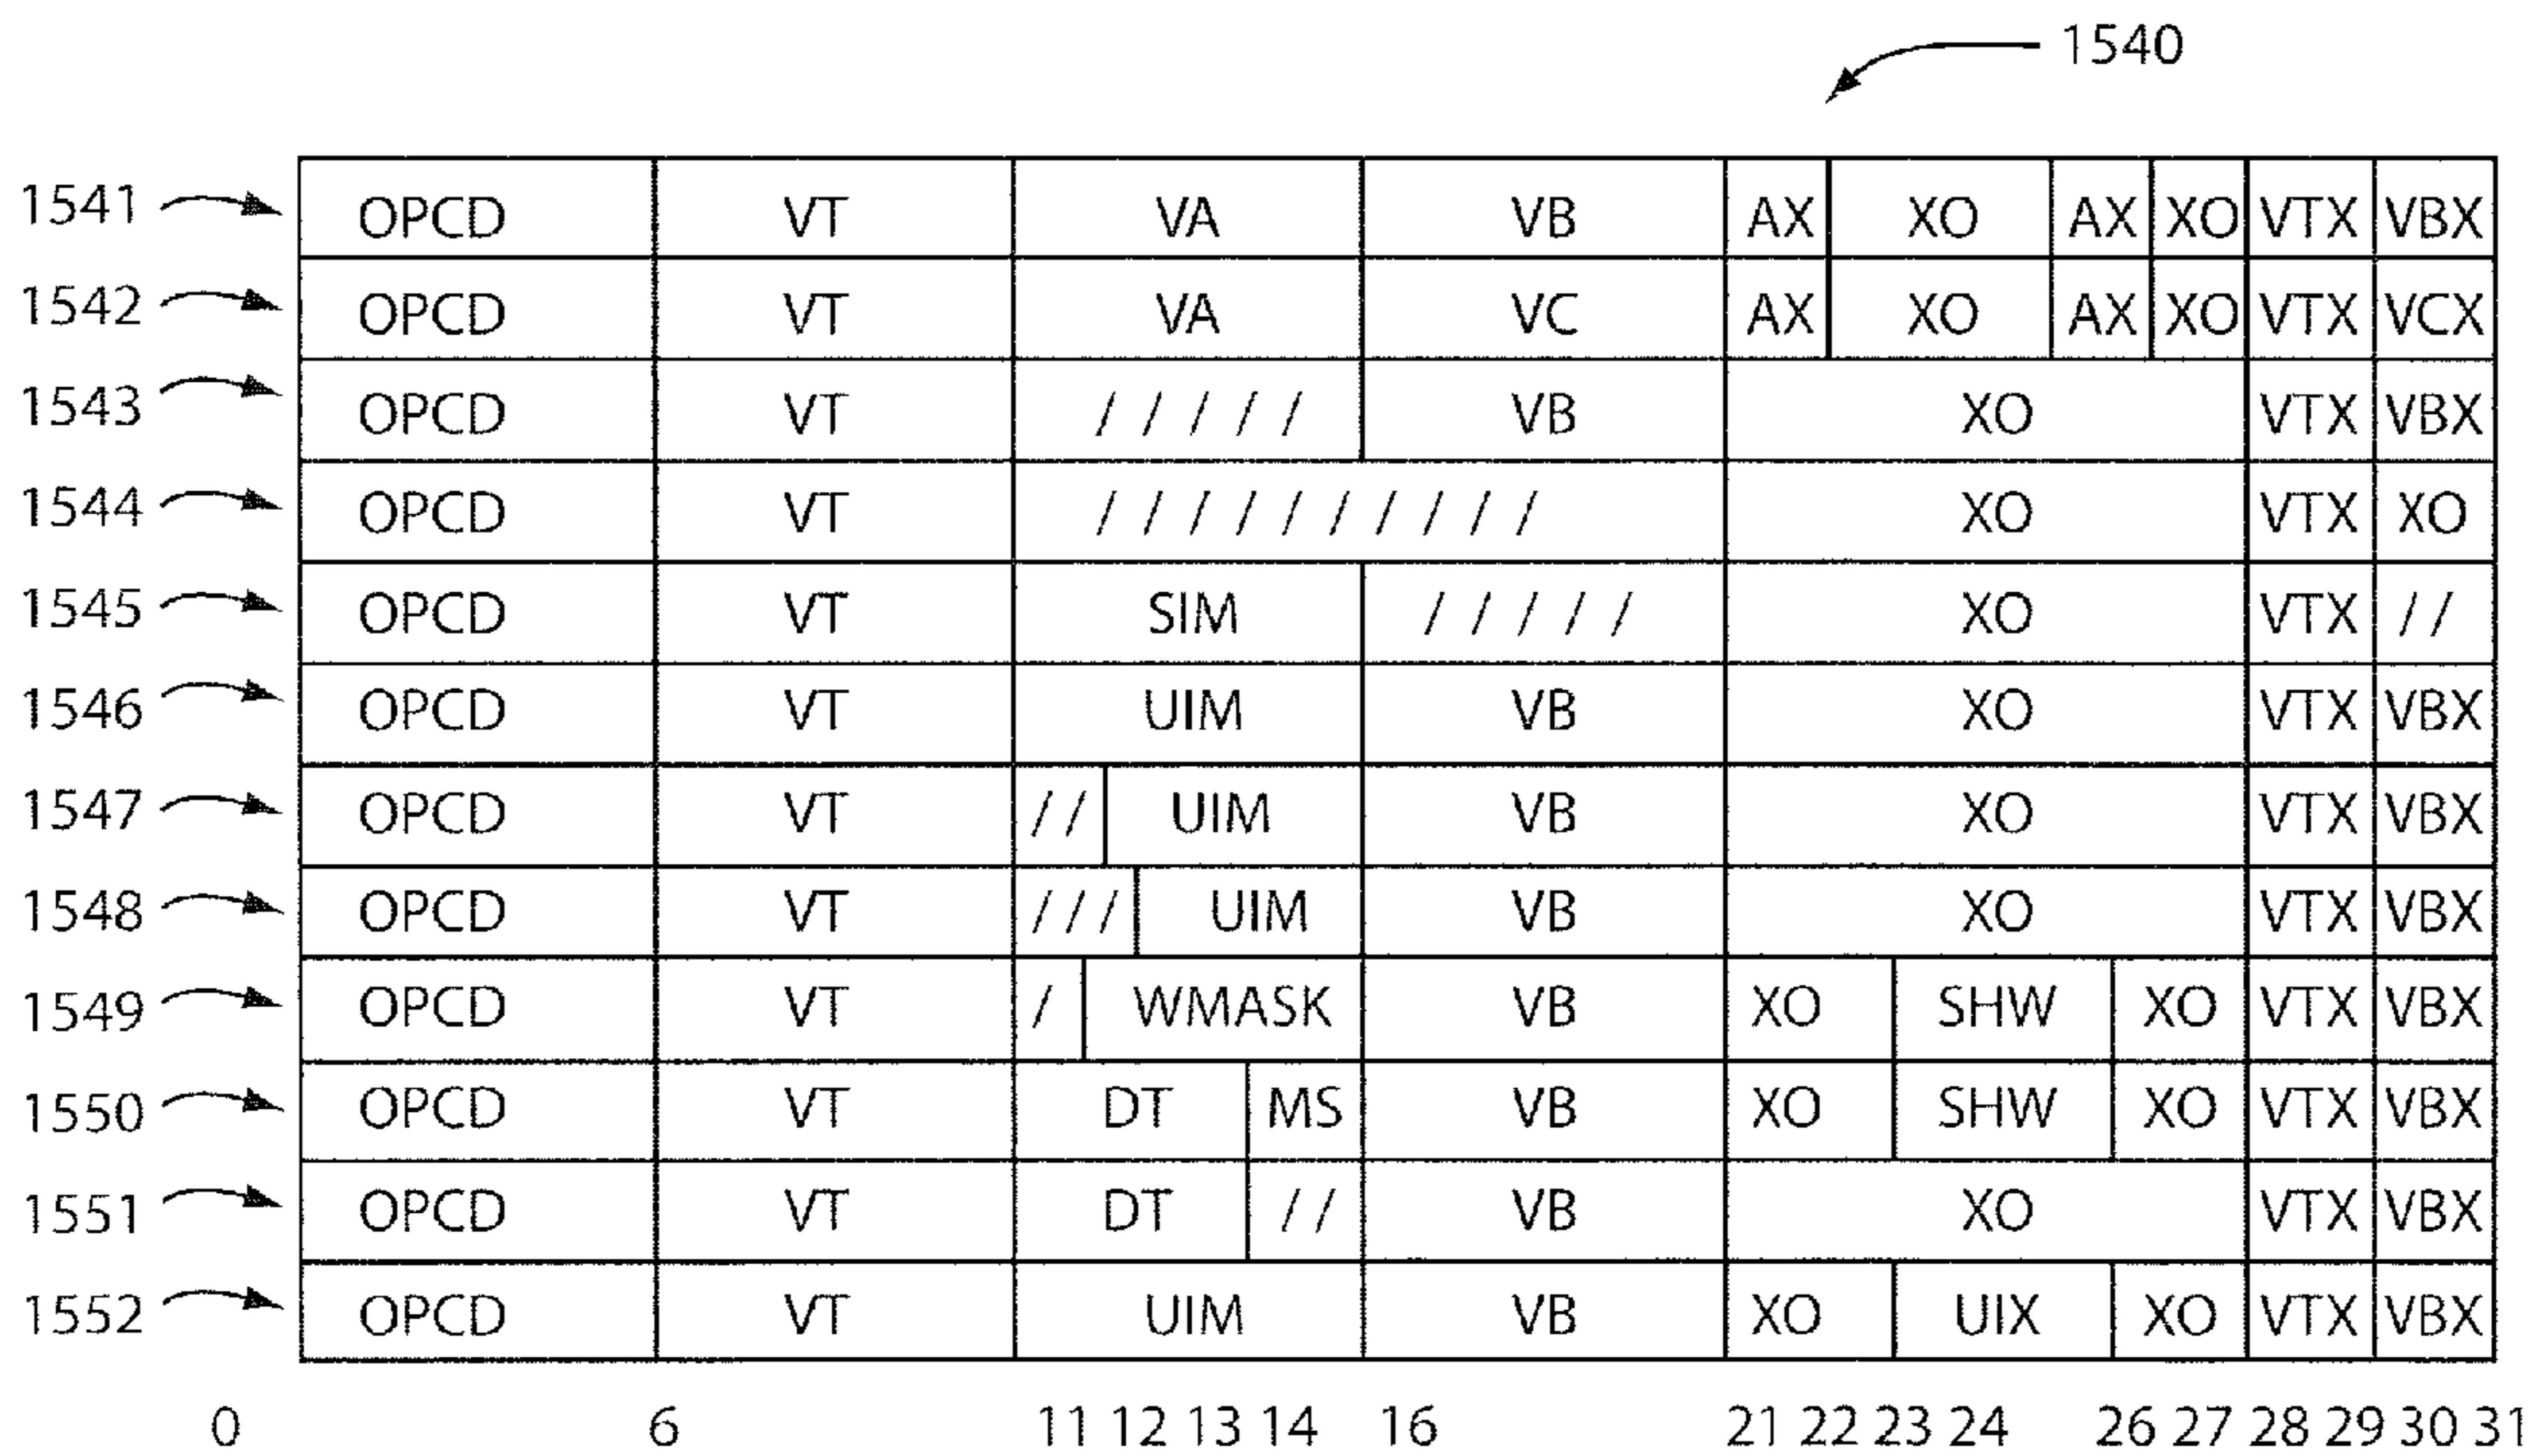 1540
1541 OPCD VT VA VB AX XO AX XO VTX VBX
1542 OPCD VT VA VC AX XO AX XO VTX VCX
1543 OPCD VT / / / / / VB XO VTX VBX
1544 OPCD VT / / / / / / / / / / XO VTX XO
1545 OPCD VT SIM / / / / / XO VTX / /
1546 OPCD VT UIM VB XO VTX VBX
1547 OPCD VT / / UIM VB XO VTX VBX
1548 OPCD VT / / / UIM VB XO VTX VBX
1549 OPCD VT / WMASK VB XO SHW XO VTX VBX
1550 OPCD VT DT MS VB XO SHW XO VTX VBX
1551 OPCD VT DT / / VB XO VTX VBX
1552 OPCD VT UIM VB XO UIX XO VTX VBX
0 6 11 12 13 14 16 21 22 23 24 26 27 28 29 30 31